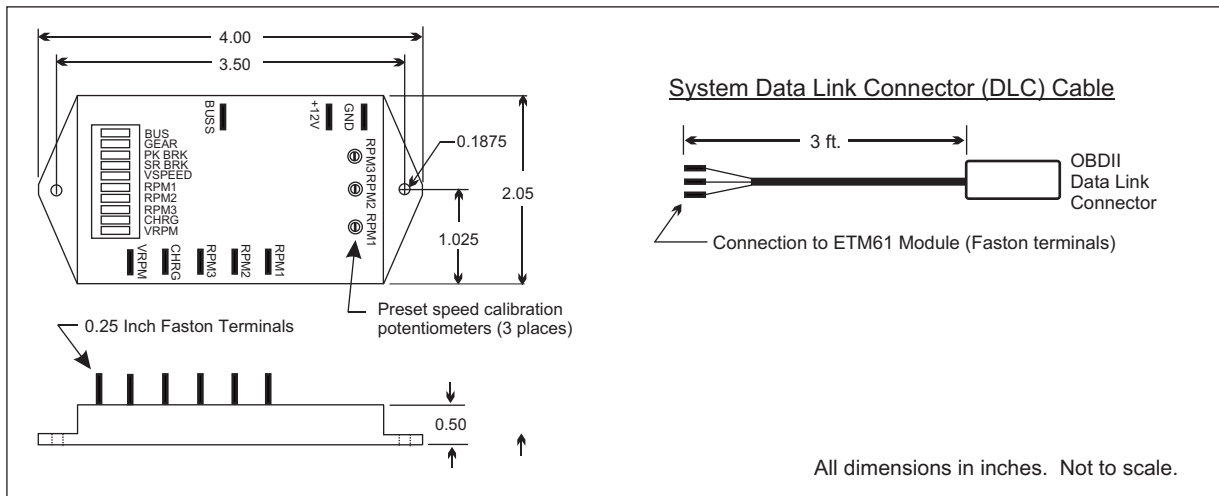 4.00
3.50
BUSS
+12V
GND
BUS
GEAR
PK BRK
SR BRK
VSPEED
RPM1
RPM2
RPM3
CHRG
VRPM
RPM3
RPM2
RPM1
0.1875
2.05
1.025
VRPM
CHRG
RPM3
RPM2
RPM1
Preset speed calibration
potentiometers (3 places)
0.25 Inch Faston Terminals
0.50
System Data Link Connector (DLC) Cable
3 ft.
OBDII
Data Link
Connector
Connection to ETM61 Module (Faston terminals)
All dimensions in inches. Not to scale.